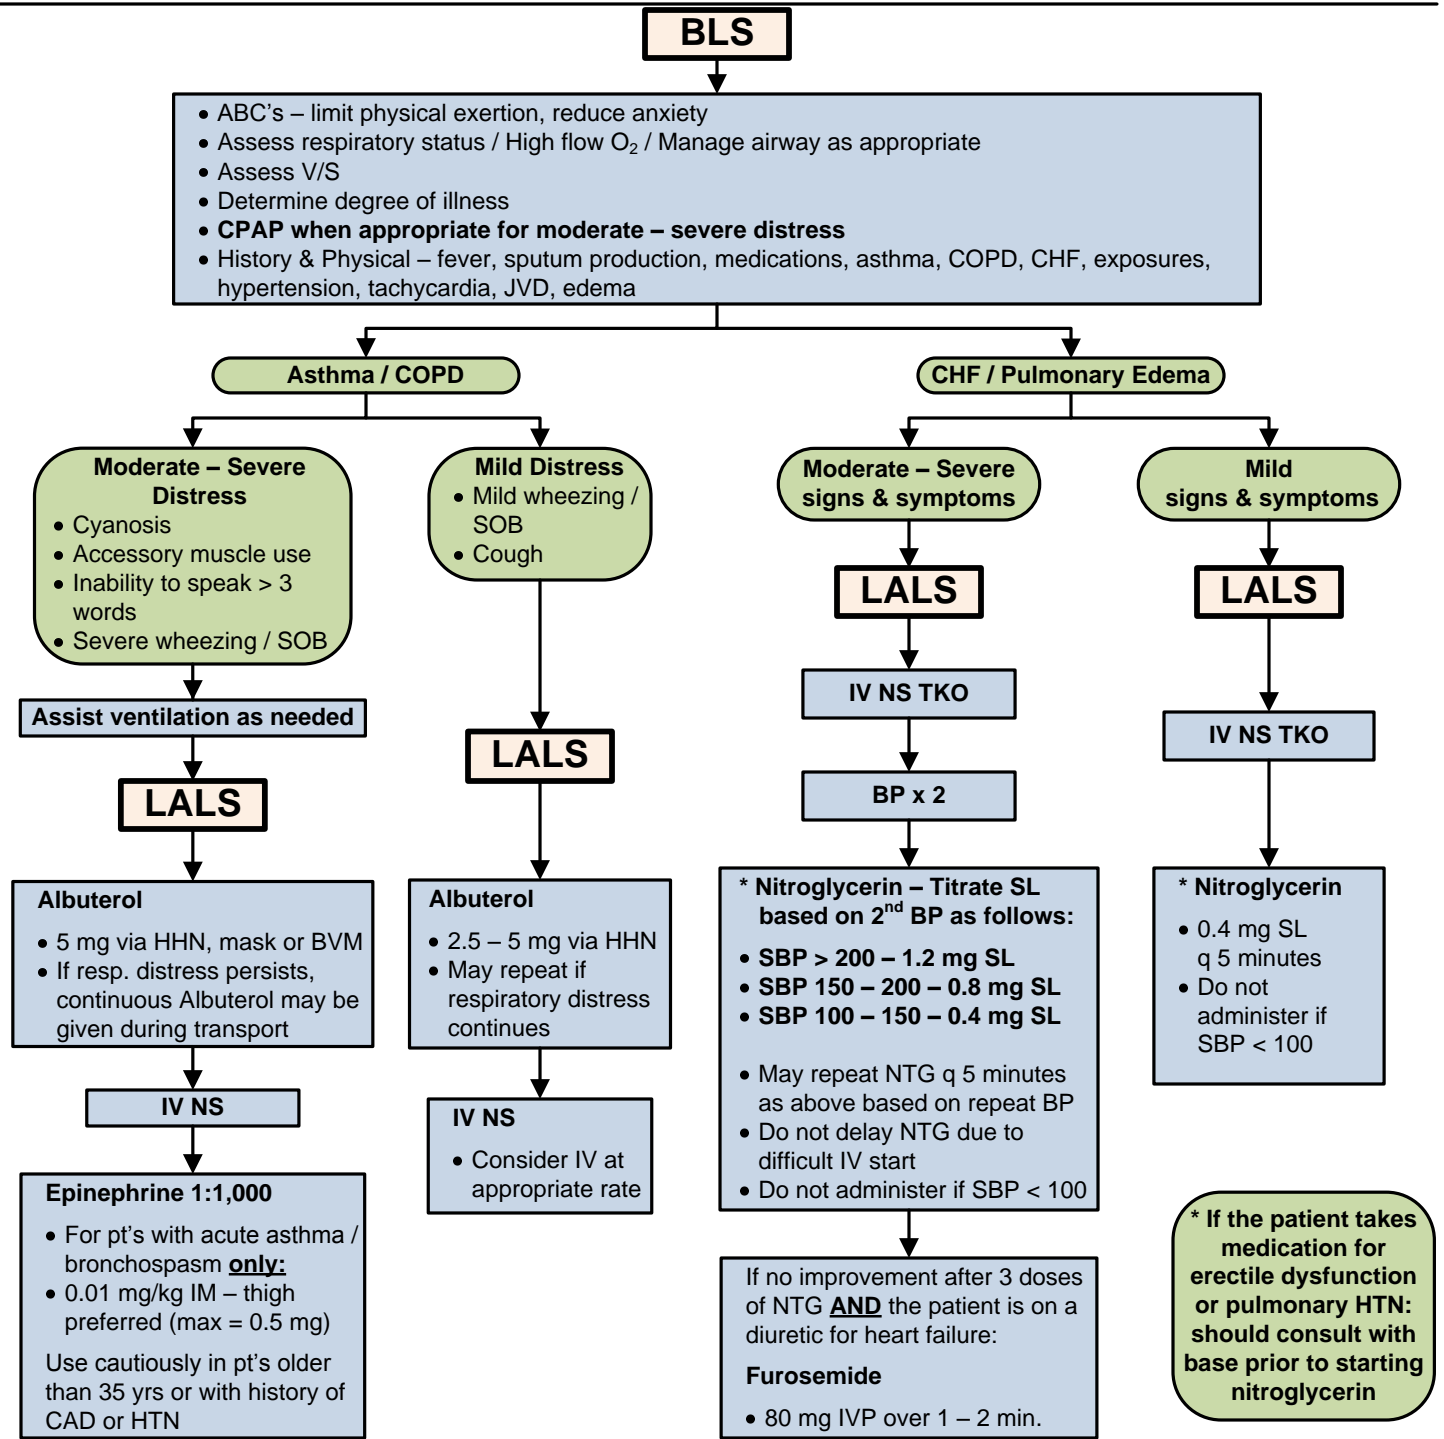 BLS
• ABC's – limit physical exertion, reduce anxiety
• Assess respiratory status / High flow O₂ / Manage airway as appropriate
• Assess V/S
• Determine degree of illness
• CPAP when appropriate for moderate – severe distress
• History & Physical – fever, sputum production, medications, asthma, COPD, CHF, exposures,
hypertension, tachycardia, JVD, edema
Asthma / COPD
Moderate – Severe
Distress
• Cyanosis
• Accessory muscle use
• Inability to speak > 3
words
• Severe wheezing / SOB
Assist ventilation as needed
LALS
Albuterol
• 5 mg via HHN, mask or BVM
• If resp. distress persists,
continuous Albuterol may be
given during transport
IV NS
Epinephrine 1:1,000
• For pt's with acute asthma /
bronchospasm only:
• 0.01 mg/kg IM – thigh
preferred (max = 0.5 mg)
Use cautiously in pt's older
than 35 yrs or with history of
CAD or HTN
Mild Distress
• Mild wheezing /
SOB
• Cough
LALS
Albuterol
• 2.5 – 5 mg via HHN
• May repeat if
respiratory distress
continues
IV NS
• Consider IV at
appropriate rate
CHF / Pulmonary Edema
Moderate – Severe
signs & symptoms
LALS
IV NS TKO
BP x 2
* Nitroglycerin – Titrate SL
based on 2nd BP as follows:
• SBP > 200 – 1.2 mg SL
• SBP 150 – 200 – 0.8 mg SL
• SBP 100 – 150 – 0.4 mg SL
• May repeat NTG q 5 minutes
as above based on repeat BP
• Do not delay NTG due to
difficult IV start
• Do not administer if SBP < 100
If no improvement after 3 doses
of NTG AND the patient is on a
diuretic for heart failure:
Furosemide
• 80 mg IVP over 1 – 2 min.
Mild
signs & symptoms
LALS
IV NS TKO
* Nitroglycerin
• 0.4 mg SL
q 5 minutes
• Do not
administer if
SBP < 100
* If the patient takes
medication for
erectile dysfunction
or pulmonary HTN:
should consult with
base prior to starting
nitroglycerin